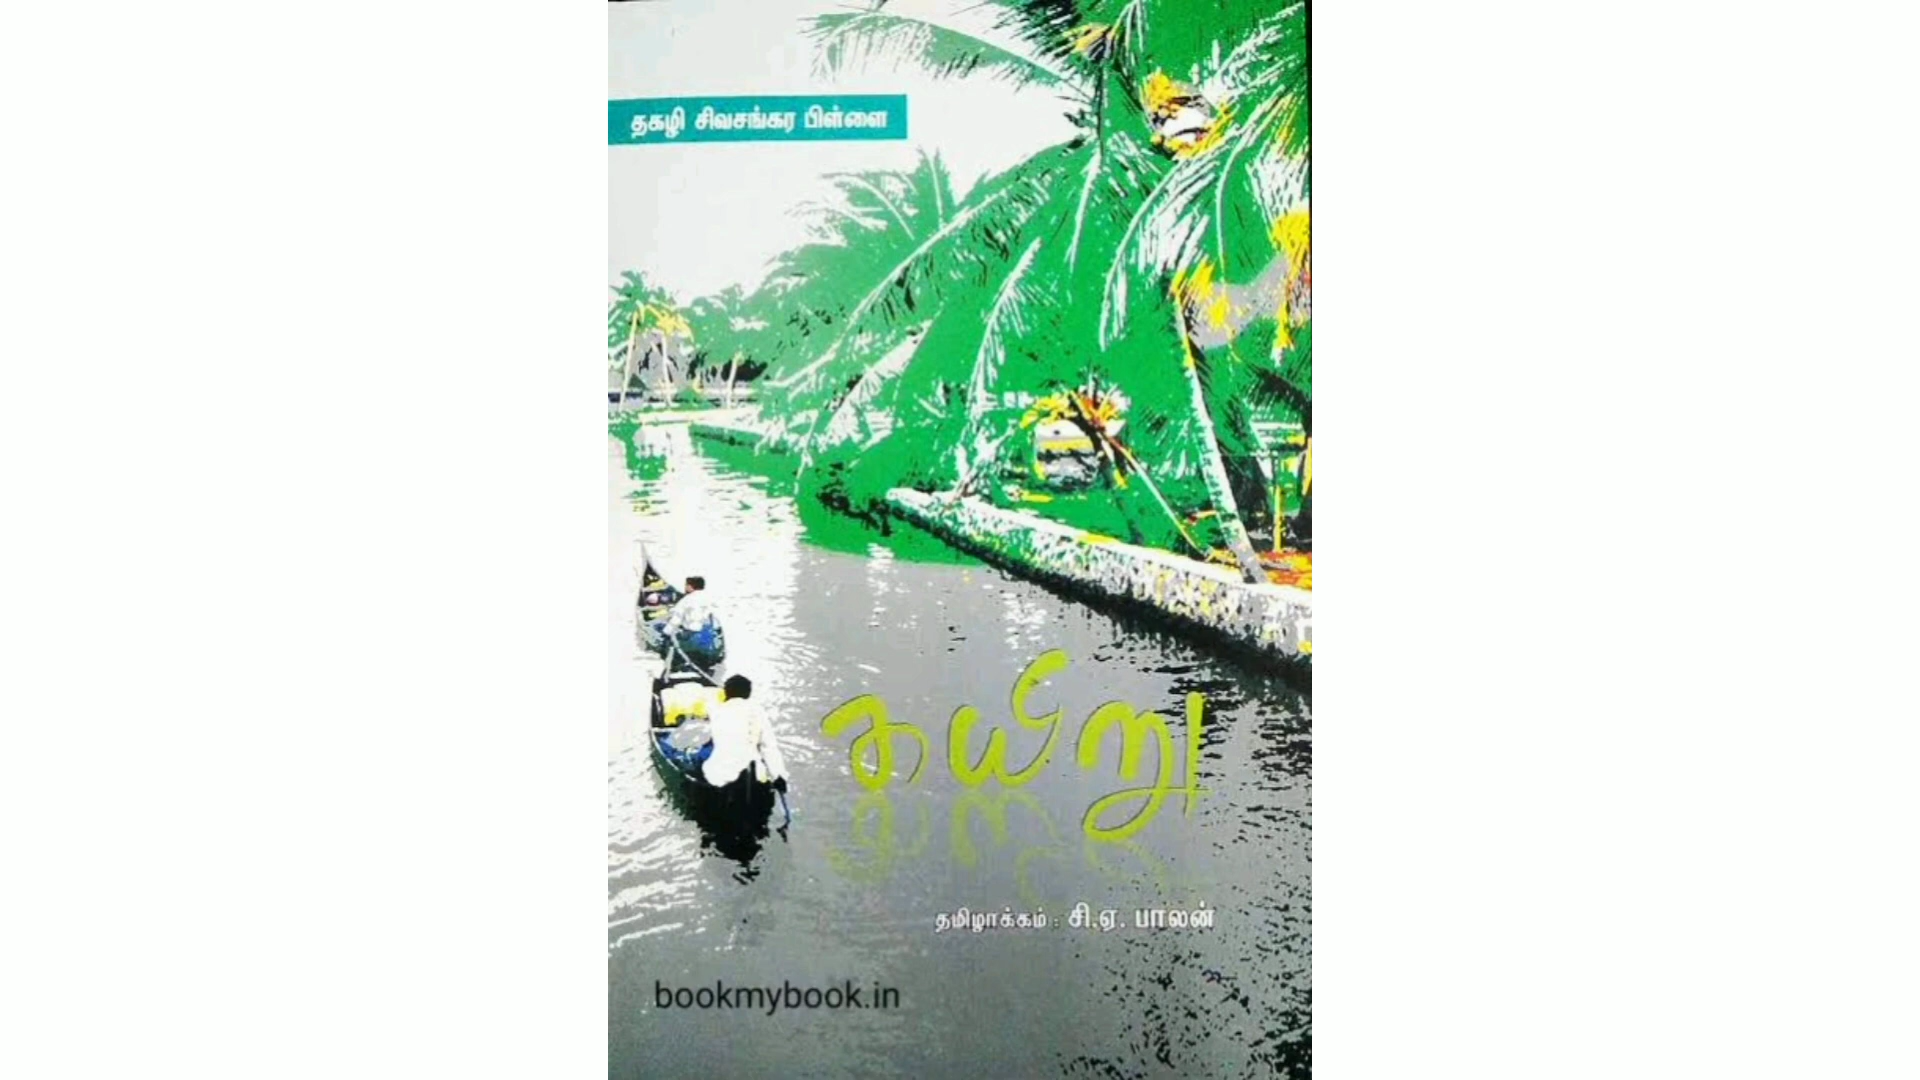 தகழி சிவசங்கர பிள்ளை
கயிறு
தமிழாக்கம் : சி.ஏ. பாலன்
bookmybook.in